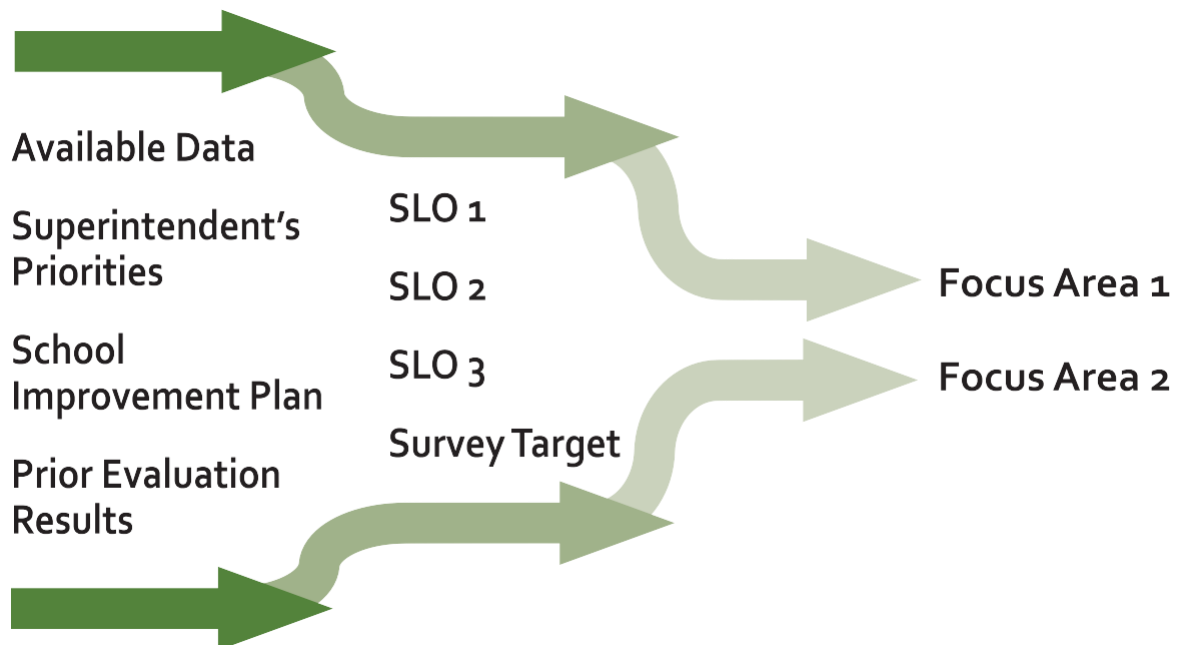 Available Data
Superintendent’s
Priorities
School
Improvement Plan
Prior Evaluation
Results
SLO 1
SLO 2
SLO 3
Survey Target
Focus Area 1
Focus Area 2